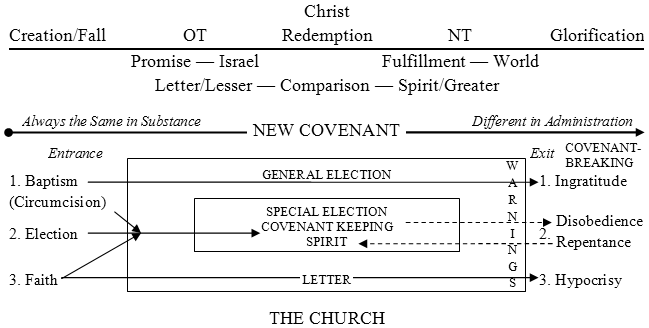 Christ
Creation/Fall OT Redemption NT Glorification
Promise — Israel Fulfillment — World
Letter/Lesser — Comparison — Spirit/Greater
Always the Same in Substance Different in Administration
NEW COVENANT
Entrance Exit COVENANT-
BREAKING
1. Baptism GENERAL ELECTION 1. Ingratitude
(Circumcision)
SPECIAL ELECTION Disobedience
2. Election COVENANT KEEPING 2.
SPIRIT Repentance
3. Faith LETTER 3. Hypocrisy
WARNINGS
THE CHURCH